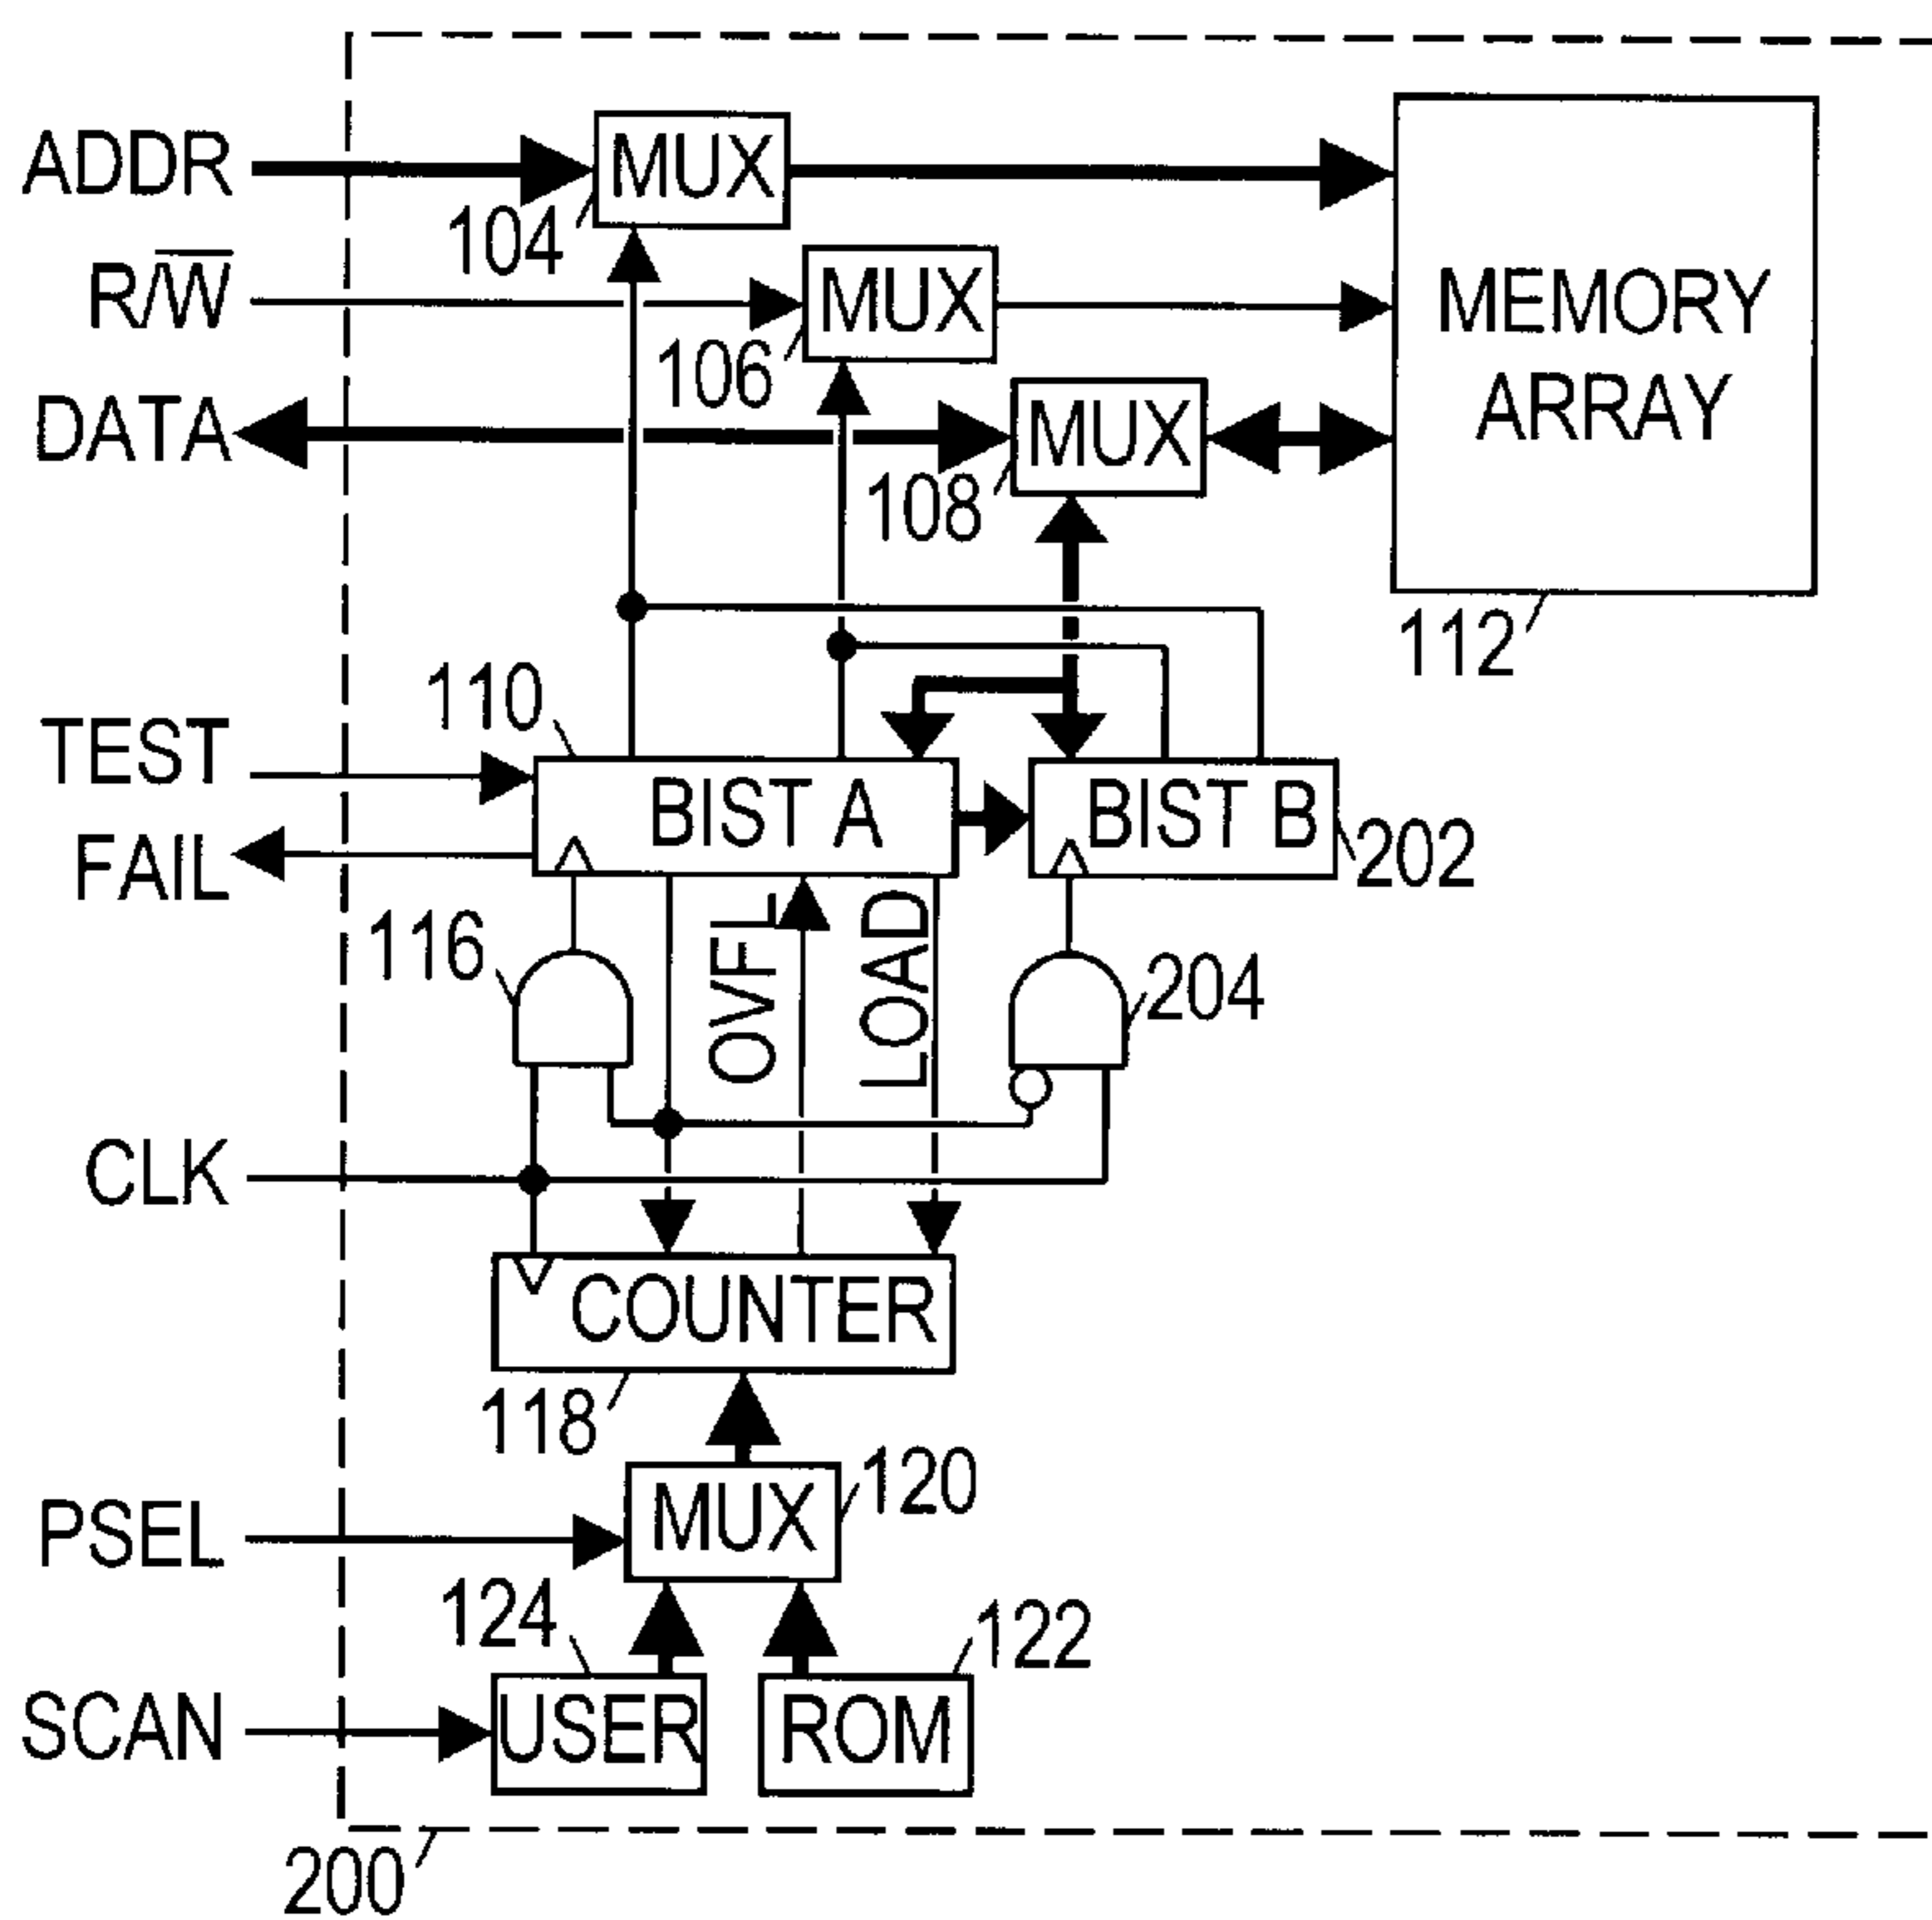 ADDR
MUX
104
R/W̅
MUX
106
MEMORY
ARRAY
DATA
MUX
108
112
110
TEST
BIST A
BIST B
202
FAIL
116
OVFL
LOAD
204
CLK
COUNTER
118
120
PSEL
MUX
124
122
SCAN
USER
ROM
200